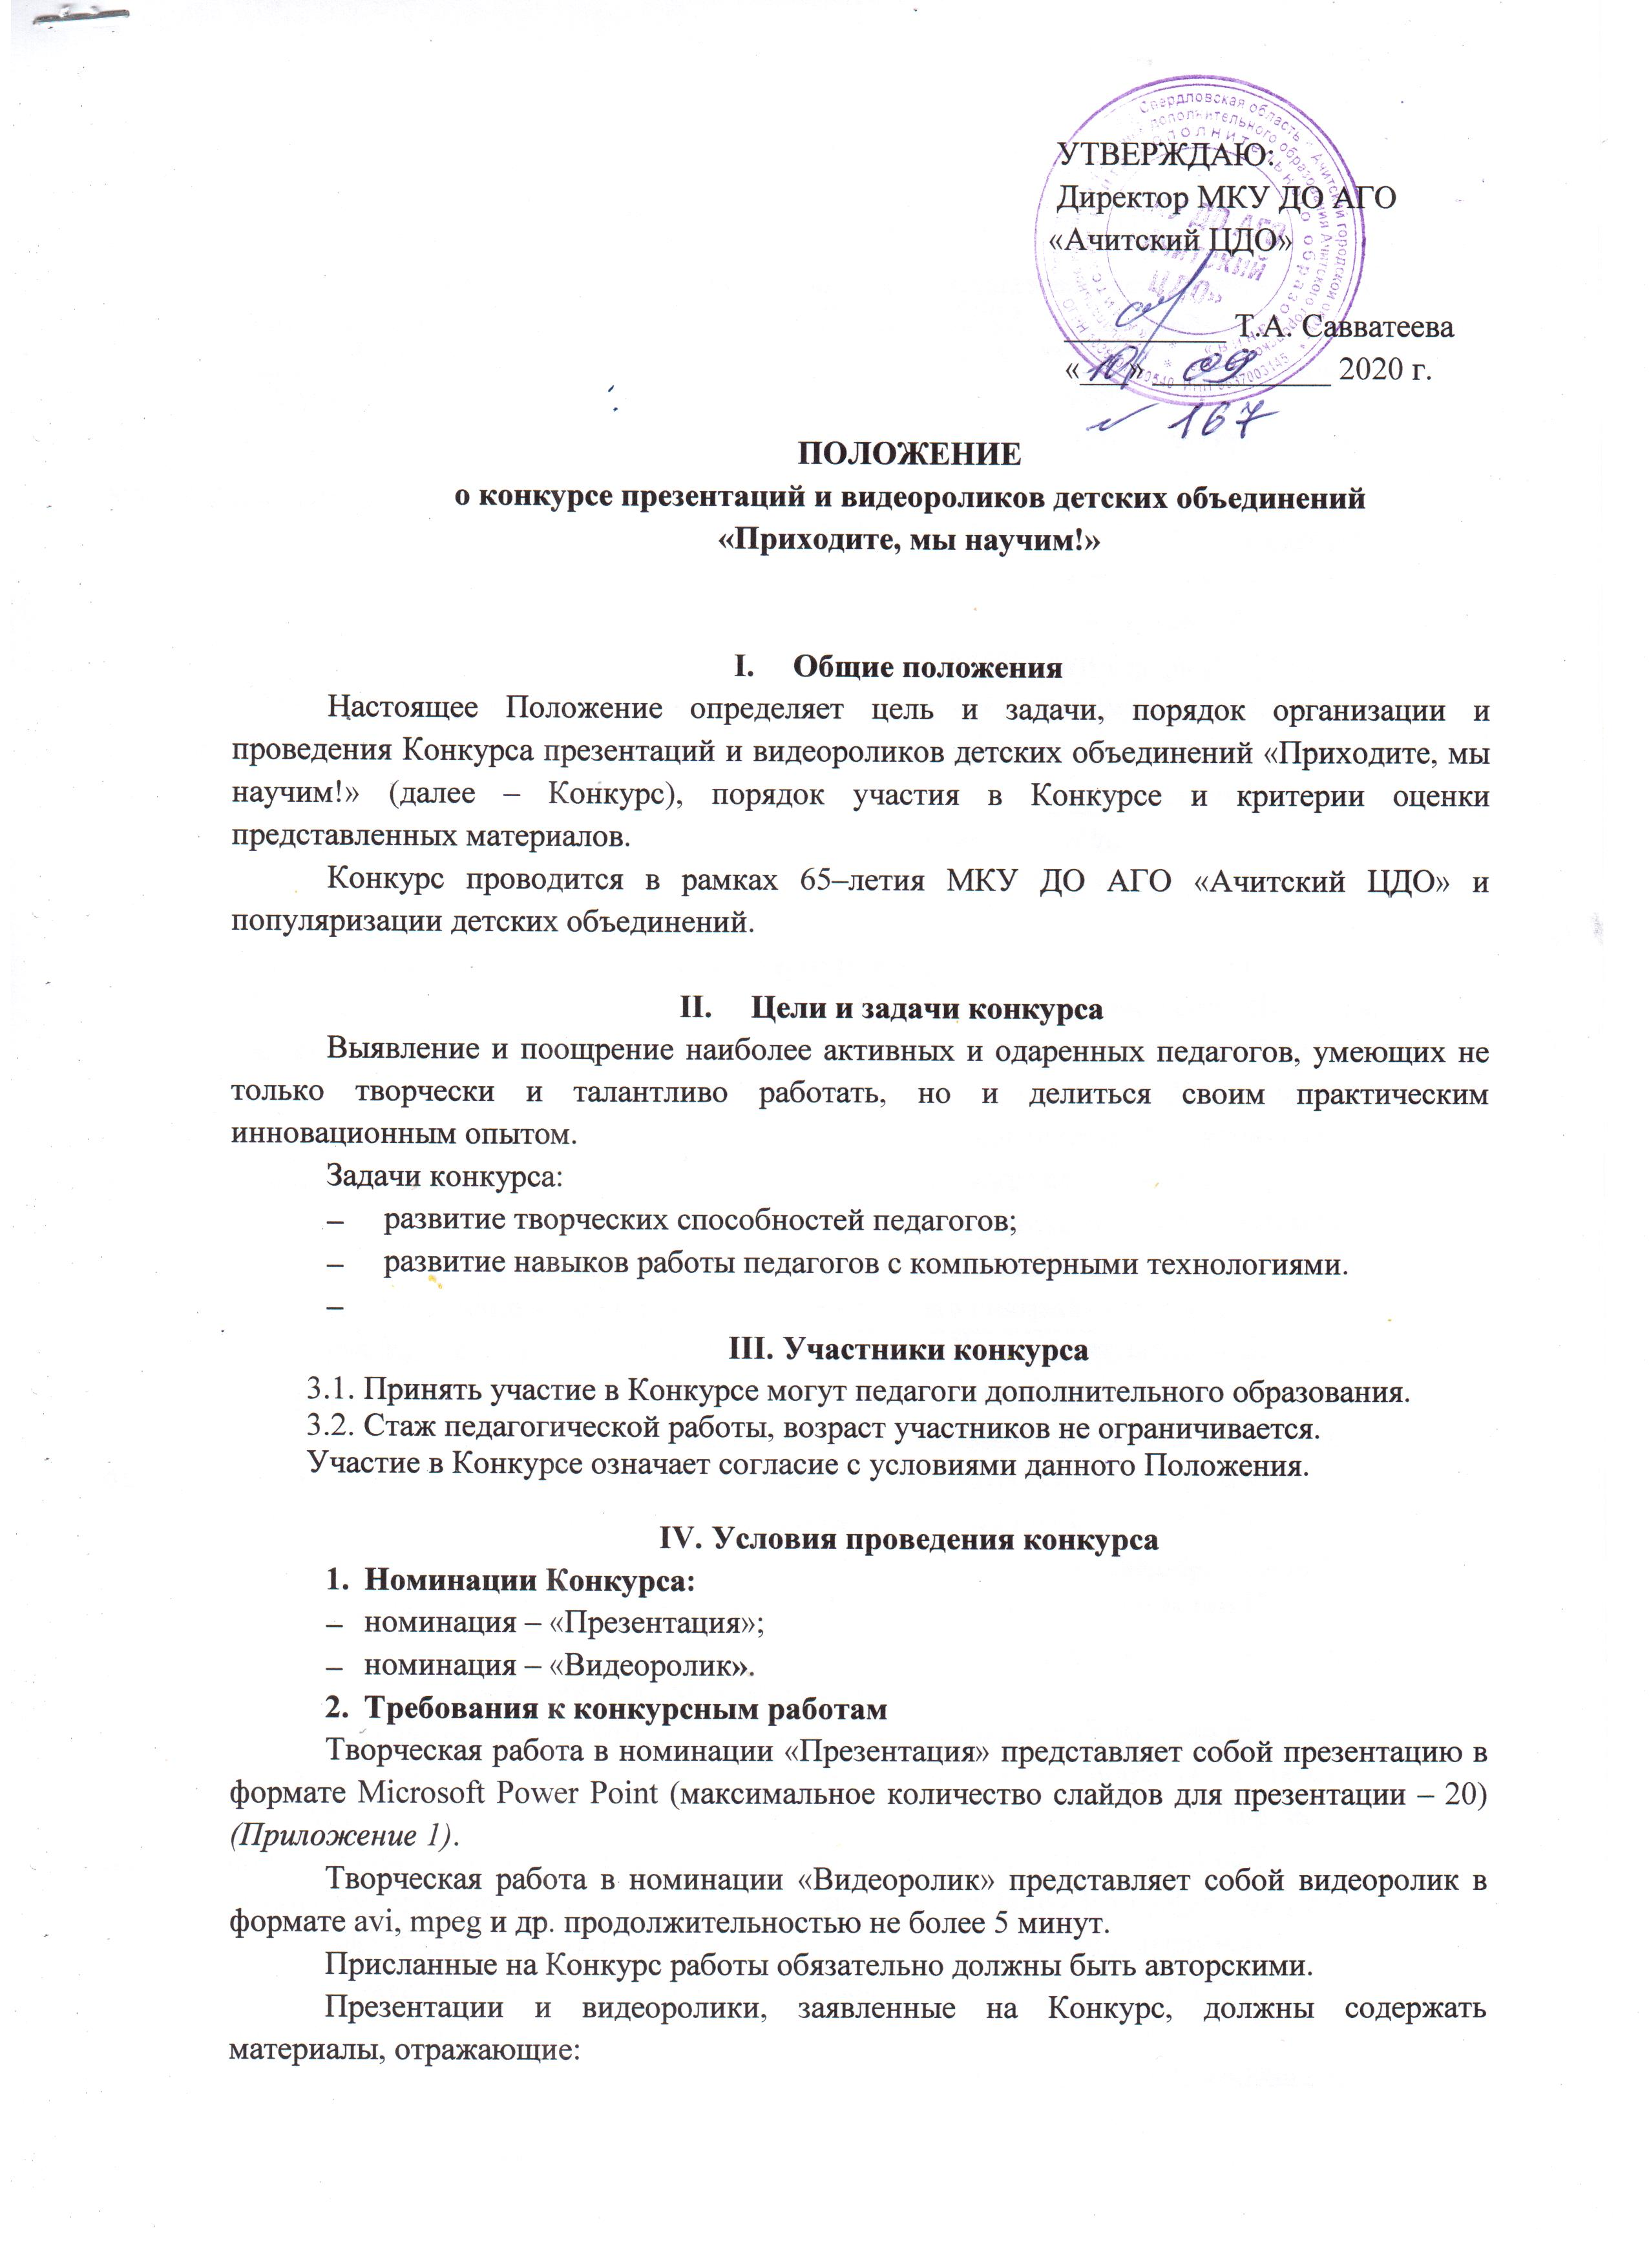 УТВЕРЖДАЮ:
Директор МКУ ДО АГО
«Ачитский ЦДО»
Т.А. Савватеева
« » 09 2020 г.
167
ПОЛОЖЕНИЕ
о конкурсе презентаций и видеороликов детских объединений
«Приходите, мы научим!»
I. Общие положения
Настоящее Положение определяет цель и задачи, порядок организации и
проведения Конкурса презентаций и видеороликов детских объединений «Приходите, мы
научим!» (далее – Конкурс), порядок участия в Конкурсе и критерии оценки
представленных материалов.
Конкурс проводится в рамках 65–летия МКУ ДО АГО «Ачитский ЦДО» и
популяризации детских объединений.
II. Цели и задачи конкурса
Выявление и поощрение наиболее активных и одаренных педагогов, умеющих не
только творчески и талантливо работать, но и делиться своим практическим
инновационным опытом.
Задачи конкурса:
– развитие творческих способностей педагогов;
– развитие навыков работы педагогов с компьютерными технологиями.
–
III. Участники конкурса
3.1. Принять участие в Конкурсе могут педагоги дополнительного образования.
3.2. Стаж педагогической работы, возраст участников не ограничивается.
Участие в Конкурсе означает согласие с условиями данного Положения.
IV. Условия проведения конкурса
1. Номинации Конкурса:
– номинация – «Презентация»;
– номинация – «Видеоролик».
2. Требования к конкурсным работам
Творческая работа в номинации «Презентация» представляет собой презентацию в
формате Microsoft Power Point (максимальное количество слайдов для презентации – 20)
(Приложение 1).
Творческая работа в номинации «Видеоролик» представляет собой видеоролик в
формате avi, mpeg и др. продолжительностью не более 5 минут.
Присланные на Конкурс работы обязательно должны быть авторскими.
Презентации и видеоролики, заявленные на Конкурс, должны содержать
материалы, отражающие: